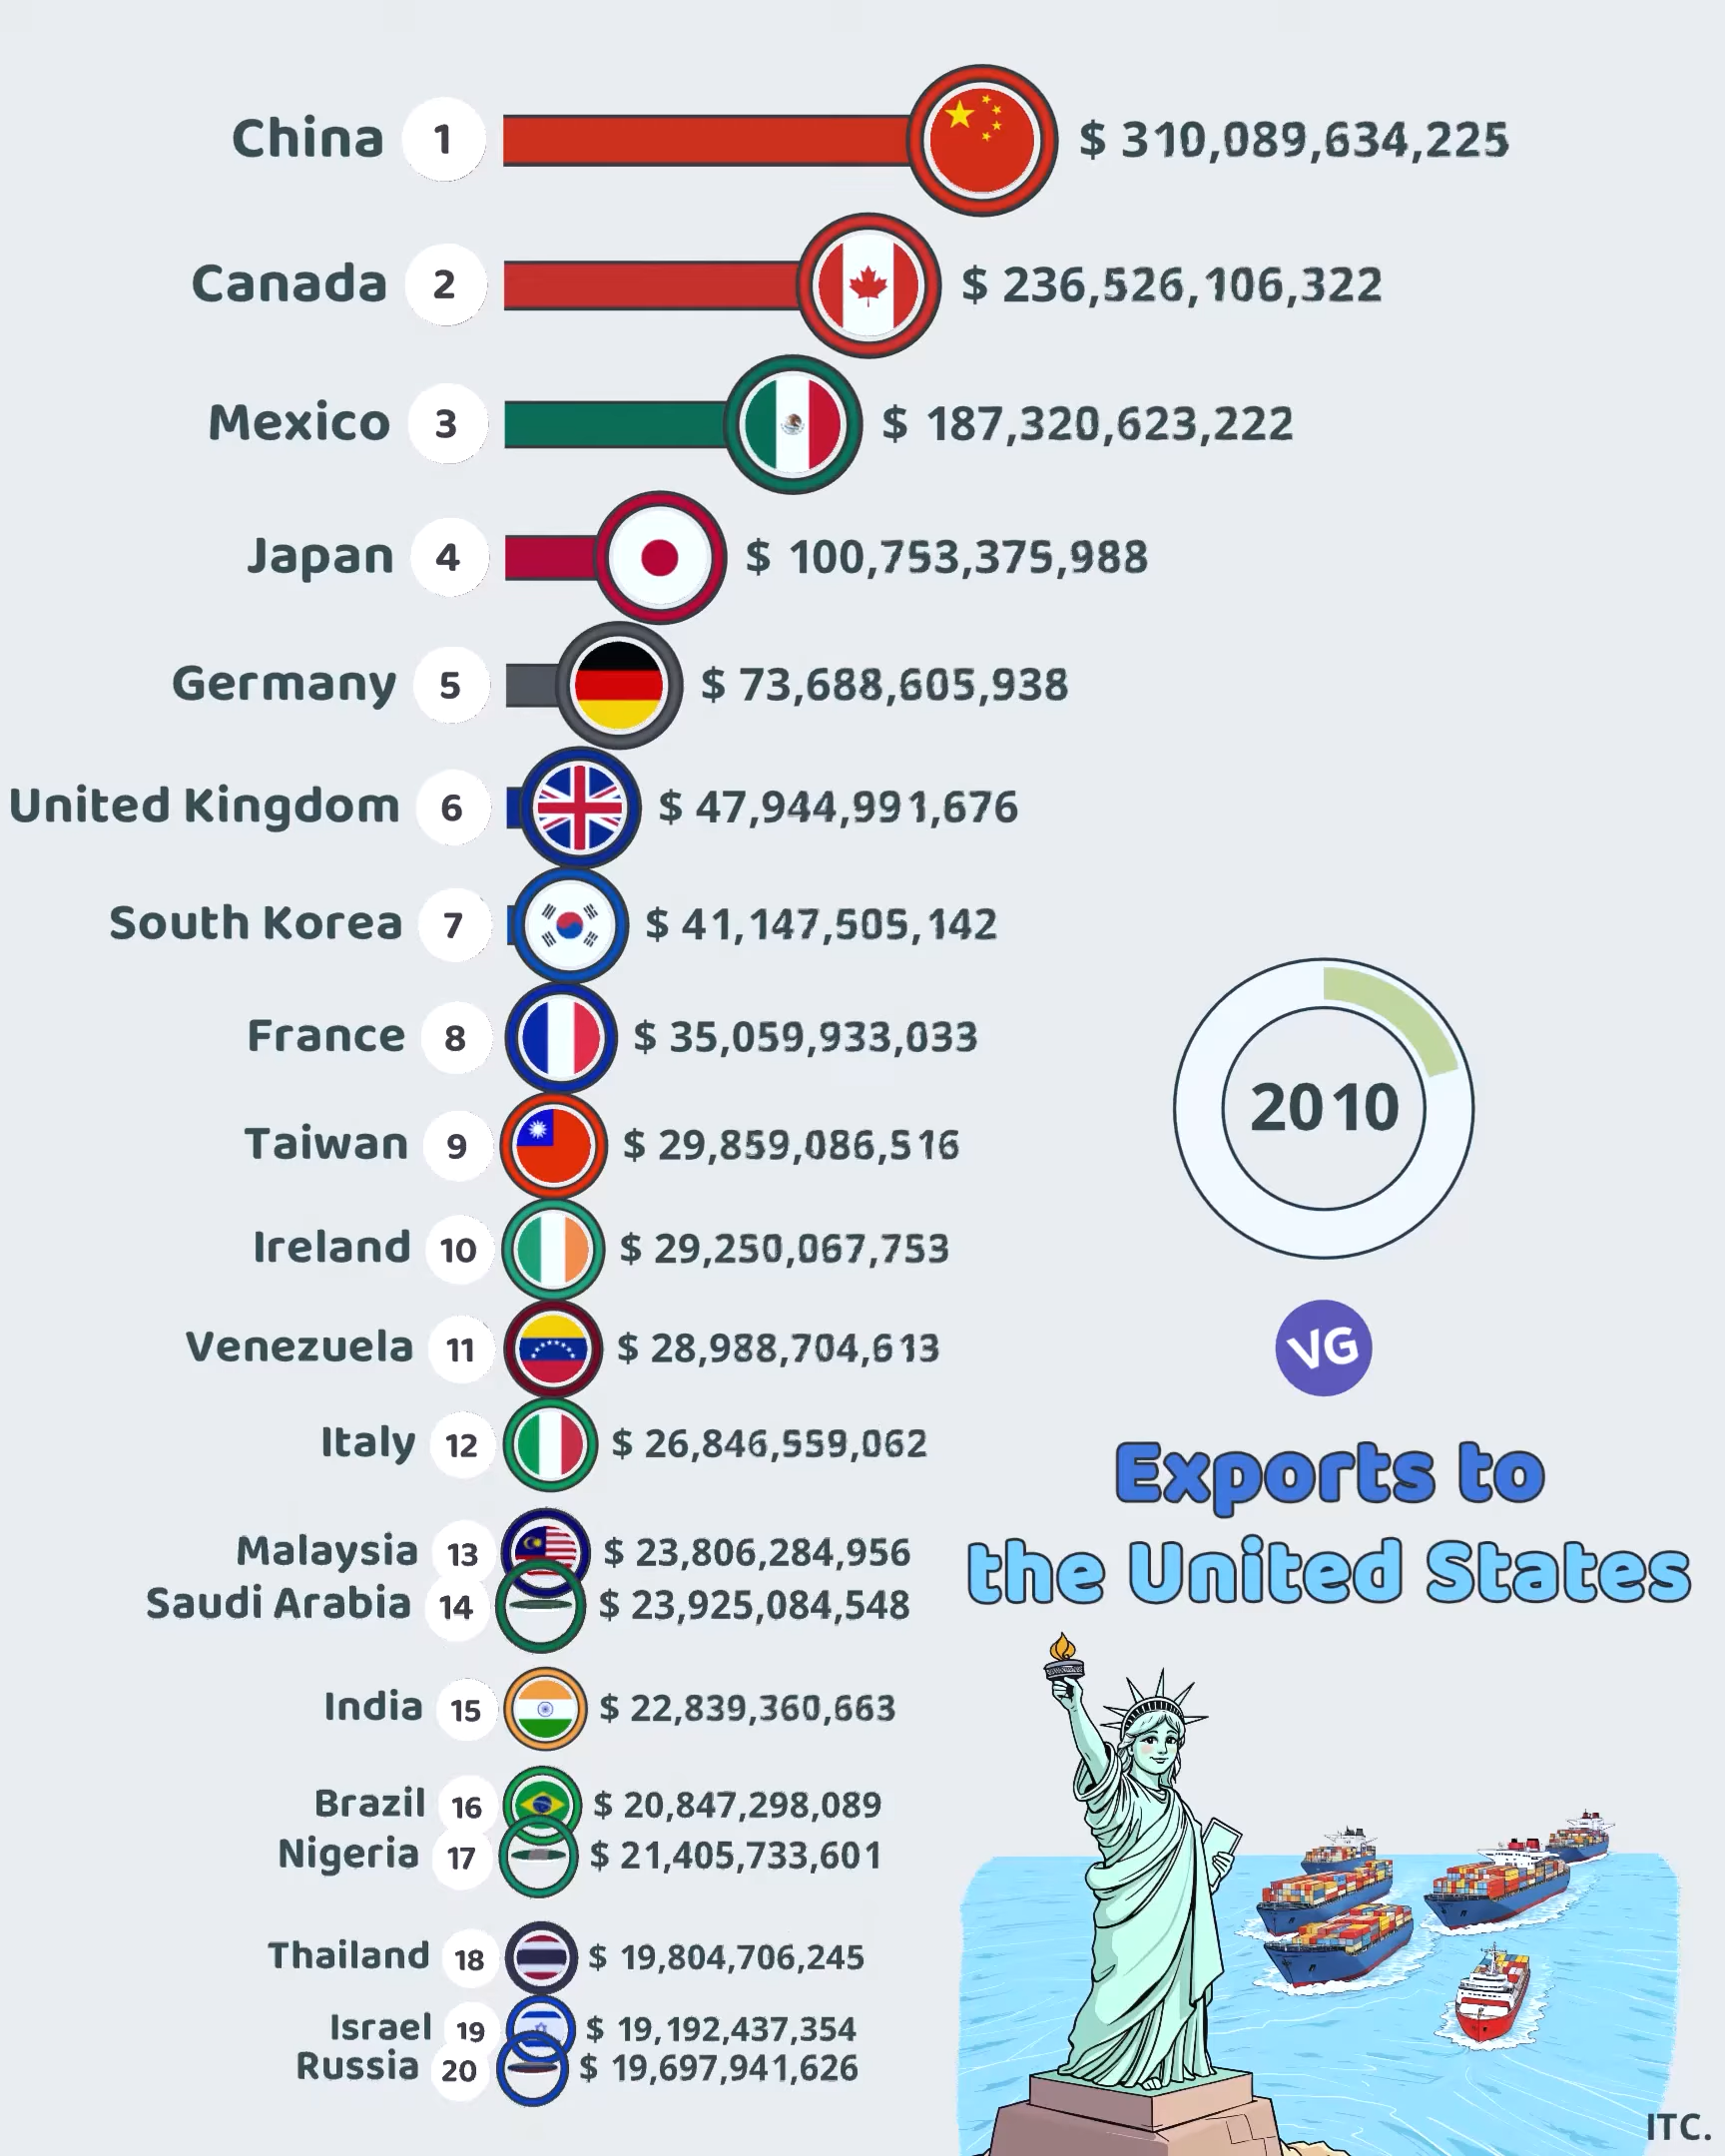 China 1 $ 310,089,634,225
Canada 2 $ 236,526,106,322
Mexico 3 $ 187,320,623,222
Japan 4 $ 100,753,375,988
Germany 5 $ 73,688,605,938
United Kingdom 6 $ 47,944,991,676
South Korea 7 $ 41,147,505,142
France 8 $ 35,059,933,033
Taiwan 9 $ 29,859,086,516
Ireland 10 $ 29,250,067,753
Venezuela 11 $ 28,988,704,613
Italy 12 $ 26,846,559,062
Malaysia 13 $ 23,806,284,956
Saudi Arabia 14 $ 23,925,084,548
India 15 $ 22,839,360,663
Brazil 16 $ 20,847,298,089
Nigeria 17 $ 21,405,733,601
Thailand 18 $ 19,804,706,245
Israel 19 $ 19,192,437,354
Russia 20 $ 19,697,941,626
2010
VG
Exports to
the United States
ITC.